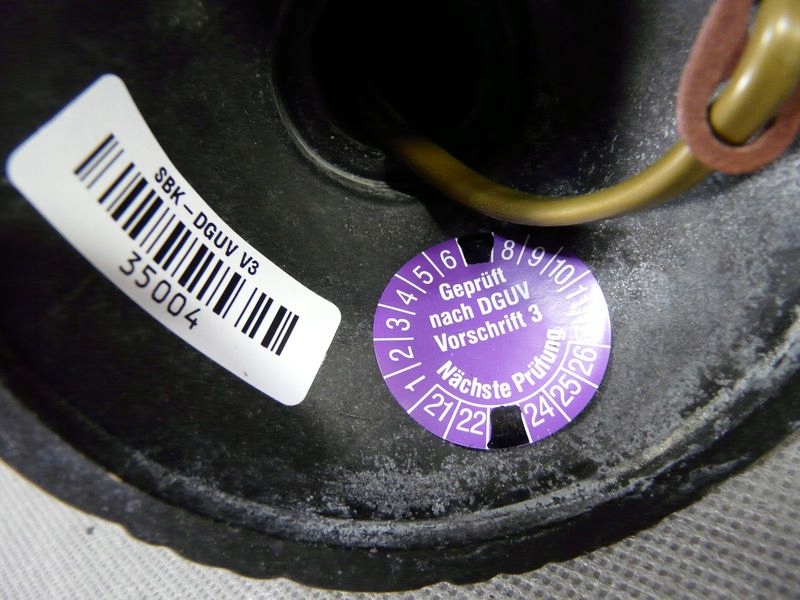 SBK-DGUV V3
35004
Geprüft
nach DGUV
Vorschrift 3
Nächste Prüfung
1 2 3 4 5 6 8 9 10 11
21 22 24 25 26